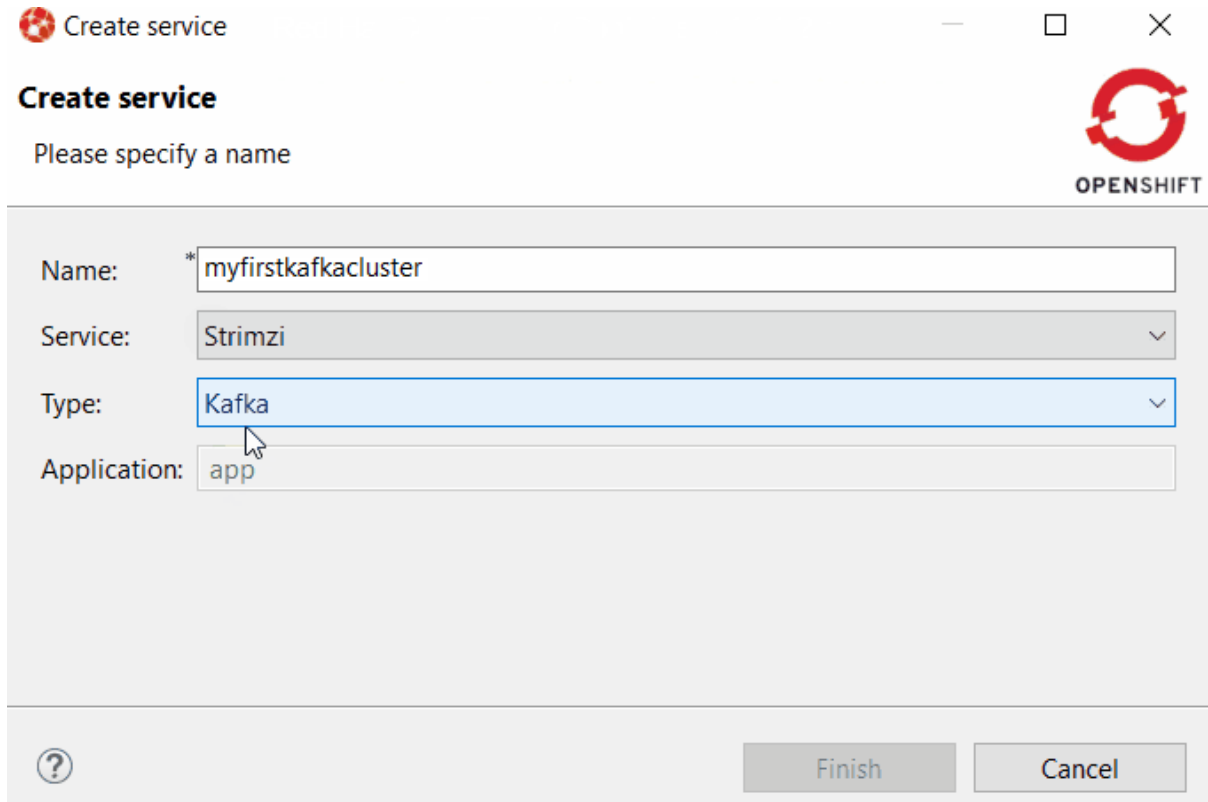 Create service
Create service
Please specify a name
OPENSHIFT
Name: * myfirstkafkacluster
Service: Strimzi
Type: Kafka
Application: app
? Finish Cancel